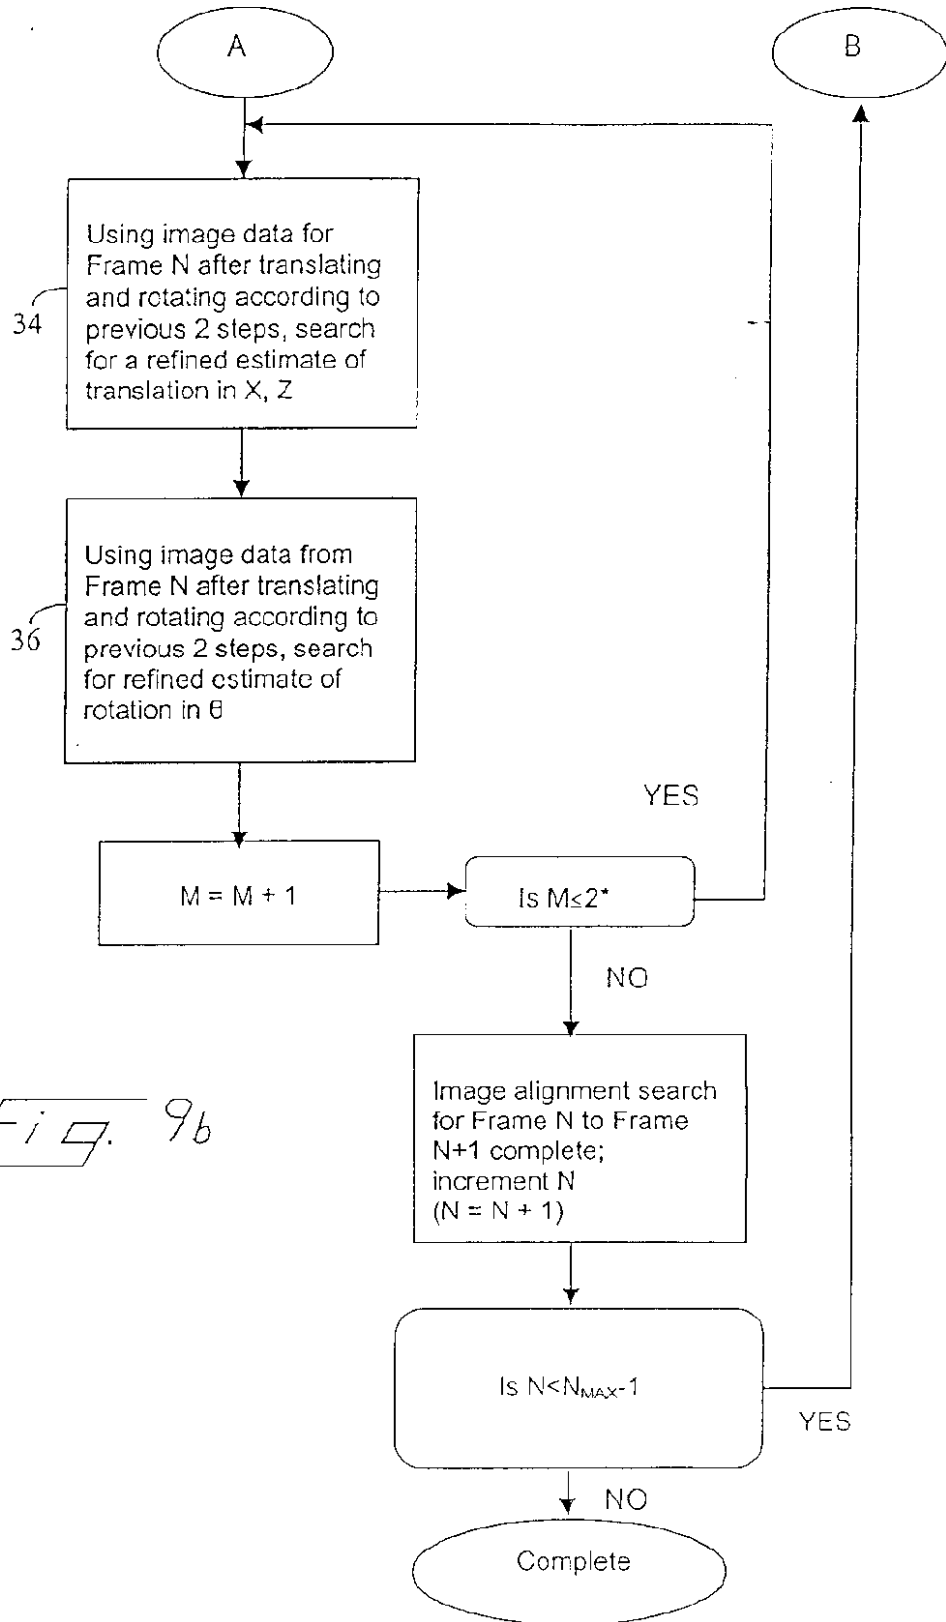 A
B
Using image data for
Frame N after translating
and rotating according to
previous 2 steps, search
for a refined estimate of
translation in X, Z
34
Using image data from
Frame N after translating
and rotating according to
previous 2 steps, search
for refined estimate of
rotation in θ
36
YES
M = M + 1
Is M≤2*
NO
Image alignment search
for Frame N to Frame
N+1 complete;
increment N
(N = N + 1)
Fig. 9b
Is N<NMAX-1
YES
NO
Complete